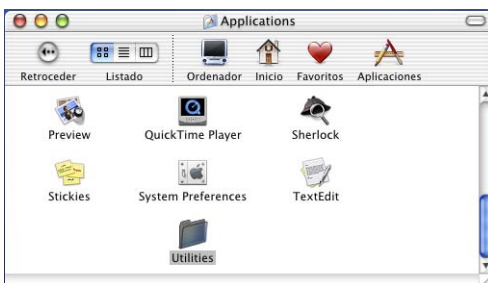 Applications
Retroceder Listado Ordenador Inicio Favoritos Aplicaciones
Preview QuickTime Player Sherlock
Stickies System Preferences TextEdit
Utilities